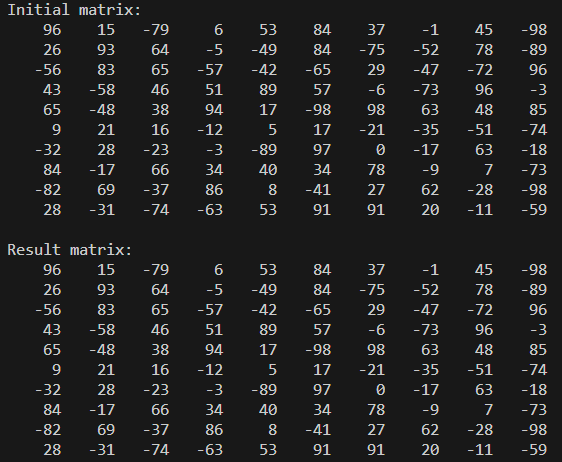 Initial matrix:
96 15 -79 6 53 84 37 -1 45 -98
26 93 64 -5 -49 84 -75 -52 78 -89
-56 83 65 -57 -42 -65 29 -47 -72 96
43 -58 46 51 89 57 -6 -73 96 -3
65 -48 38 94 17 -98 98 63 48 85
9 21 16 -12 5 17 -21 -35 -51 -74
-32 28 -23 -3 -89 97 0 -17 63 -18
84 -17 66 34 40 34 78 -9 7 -73
-82 69 -37 86 8 -41 27 62 -28 -98
28 -31 -74 -63 53 91 91 20 -11 -59
Result matrix:
96 15 -79 6 53 84 37 -1 45 -98
26 93 64 -5 -49 84 -75 -52 78 -89
-56 83 65 -57 -42 -65 29 -47 -72 96
43 -58 46 51 89 57 -6 -73 96 -3
65 -48 38 94 17 -98 98 63 48 85
9 21 16 -12 5 17 -21 -35 -51 -74
-32 28 -23 -3 -89 97 0 -17 63 -18
84 -17 66 34 40 34 78 -9 7 -73
-82 69 -37 86 8 -41 27 62 -28 -98
28 -31 -74 -63 53 91 91 20 -11 -59